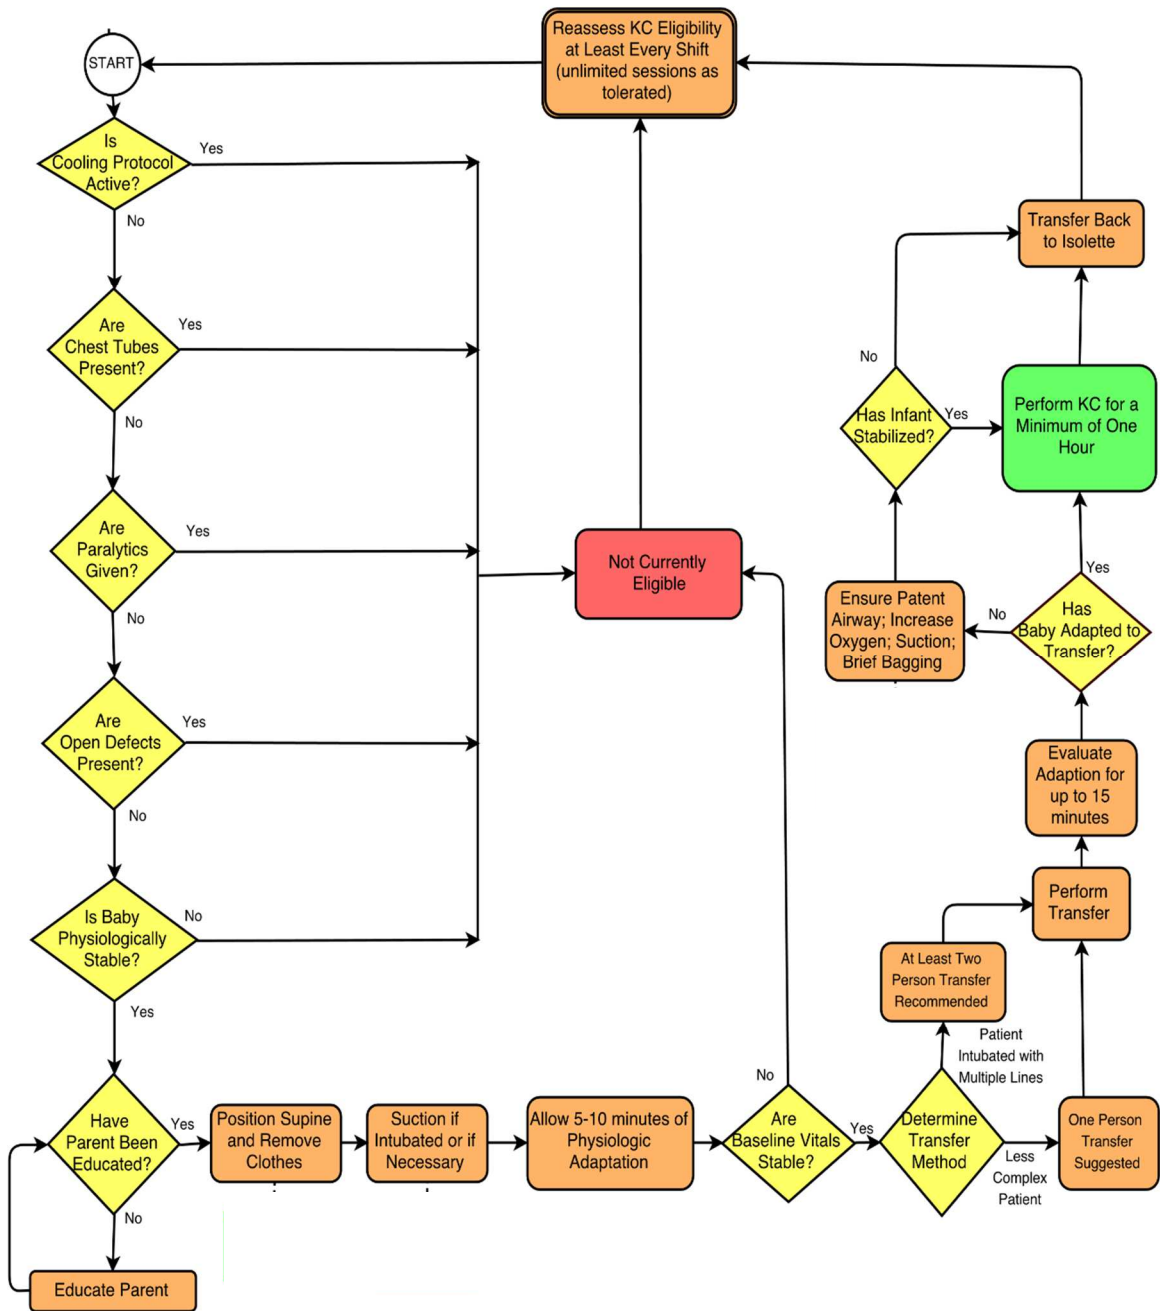 Reassess KC Eligibility
at Least Every Shift
(unlimited sessions as
tolerated)
START
Is
Cooling Protocol
Active?
Yes
No
Are
Chest Tubes
Present?
Yes
No
Are
Paralytics
Given?
Yes
No
Are
Open Defects
Present?
Yes
No
Is Baby
Physiologically
Stable?
No
Yes
Have
Parent Been
Educated?
Yes
No
Educate Parent
Position Supine
and Remove
Clothes
Suction if
Intubated or if
Necessary
Allow 5-10 minutes of
Physiologic
Adaptation
Are
Baseline Vitals
Stable?
No
Yes
Not Currently
Eligible
Determine
Transfer
Method
Patient
Intubated with
Multiple Lines
Less
Complex
Patient
At Least Two
Person Transfer
Recommended
One Person
Transfer
Suggested
Perform
Transfer
Evaluate
Adaption for
up to 15
minutes
Has
Baby Adapted to
Transfer?
No
Yes
Ensure Patent
Airway; Increase
Oxygen; Suction;
Brief Bagging
Has Infant
Stabilized?
No
Yes
Perform KC for a
Minimum of One
Hour
Transfer Back
to Isolette